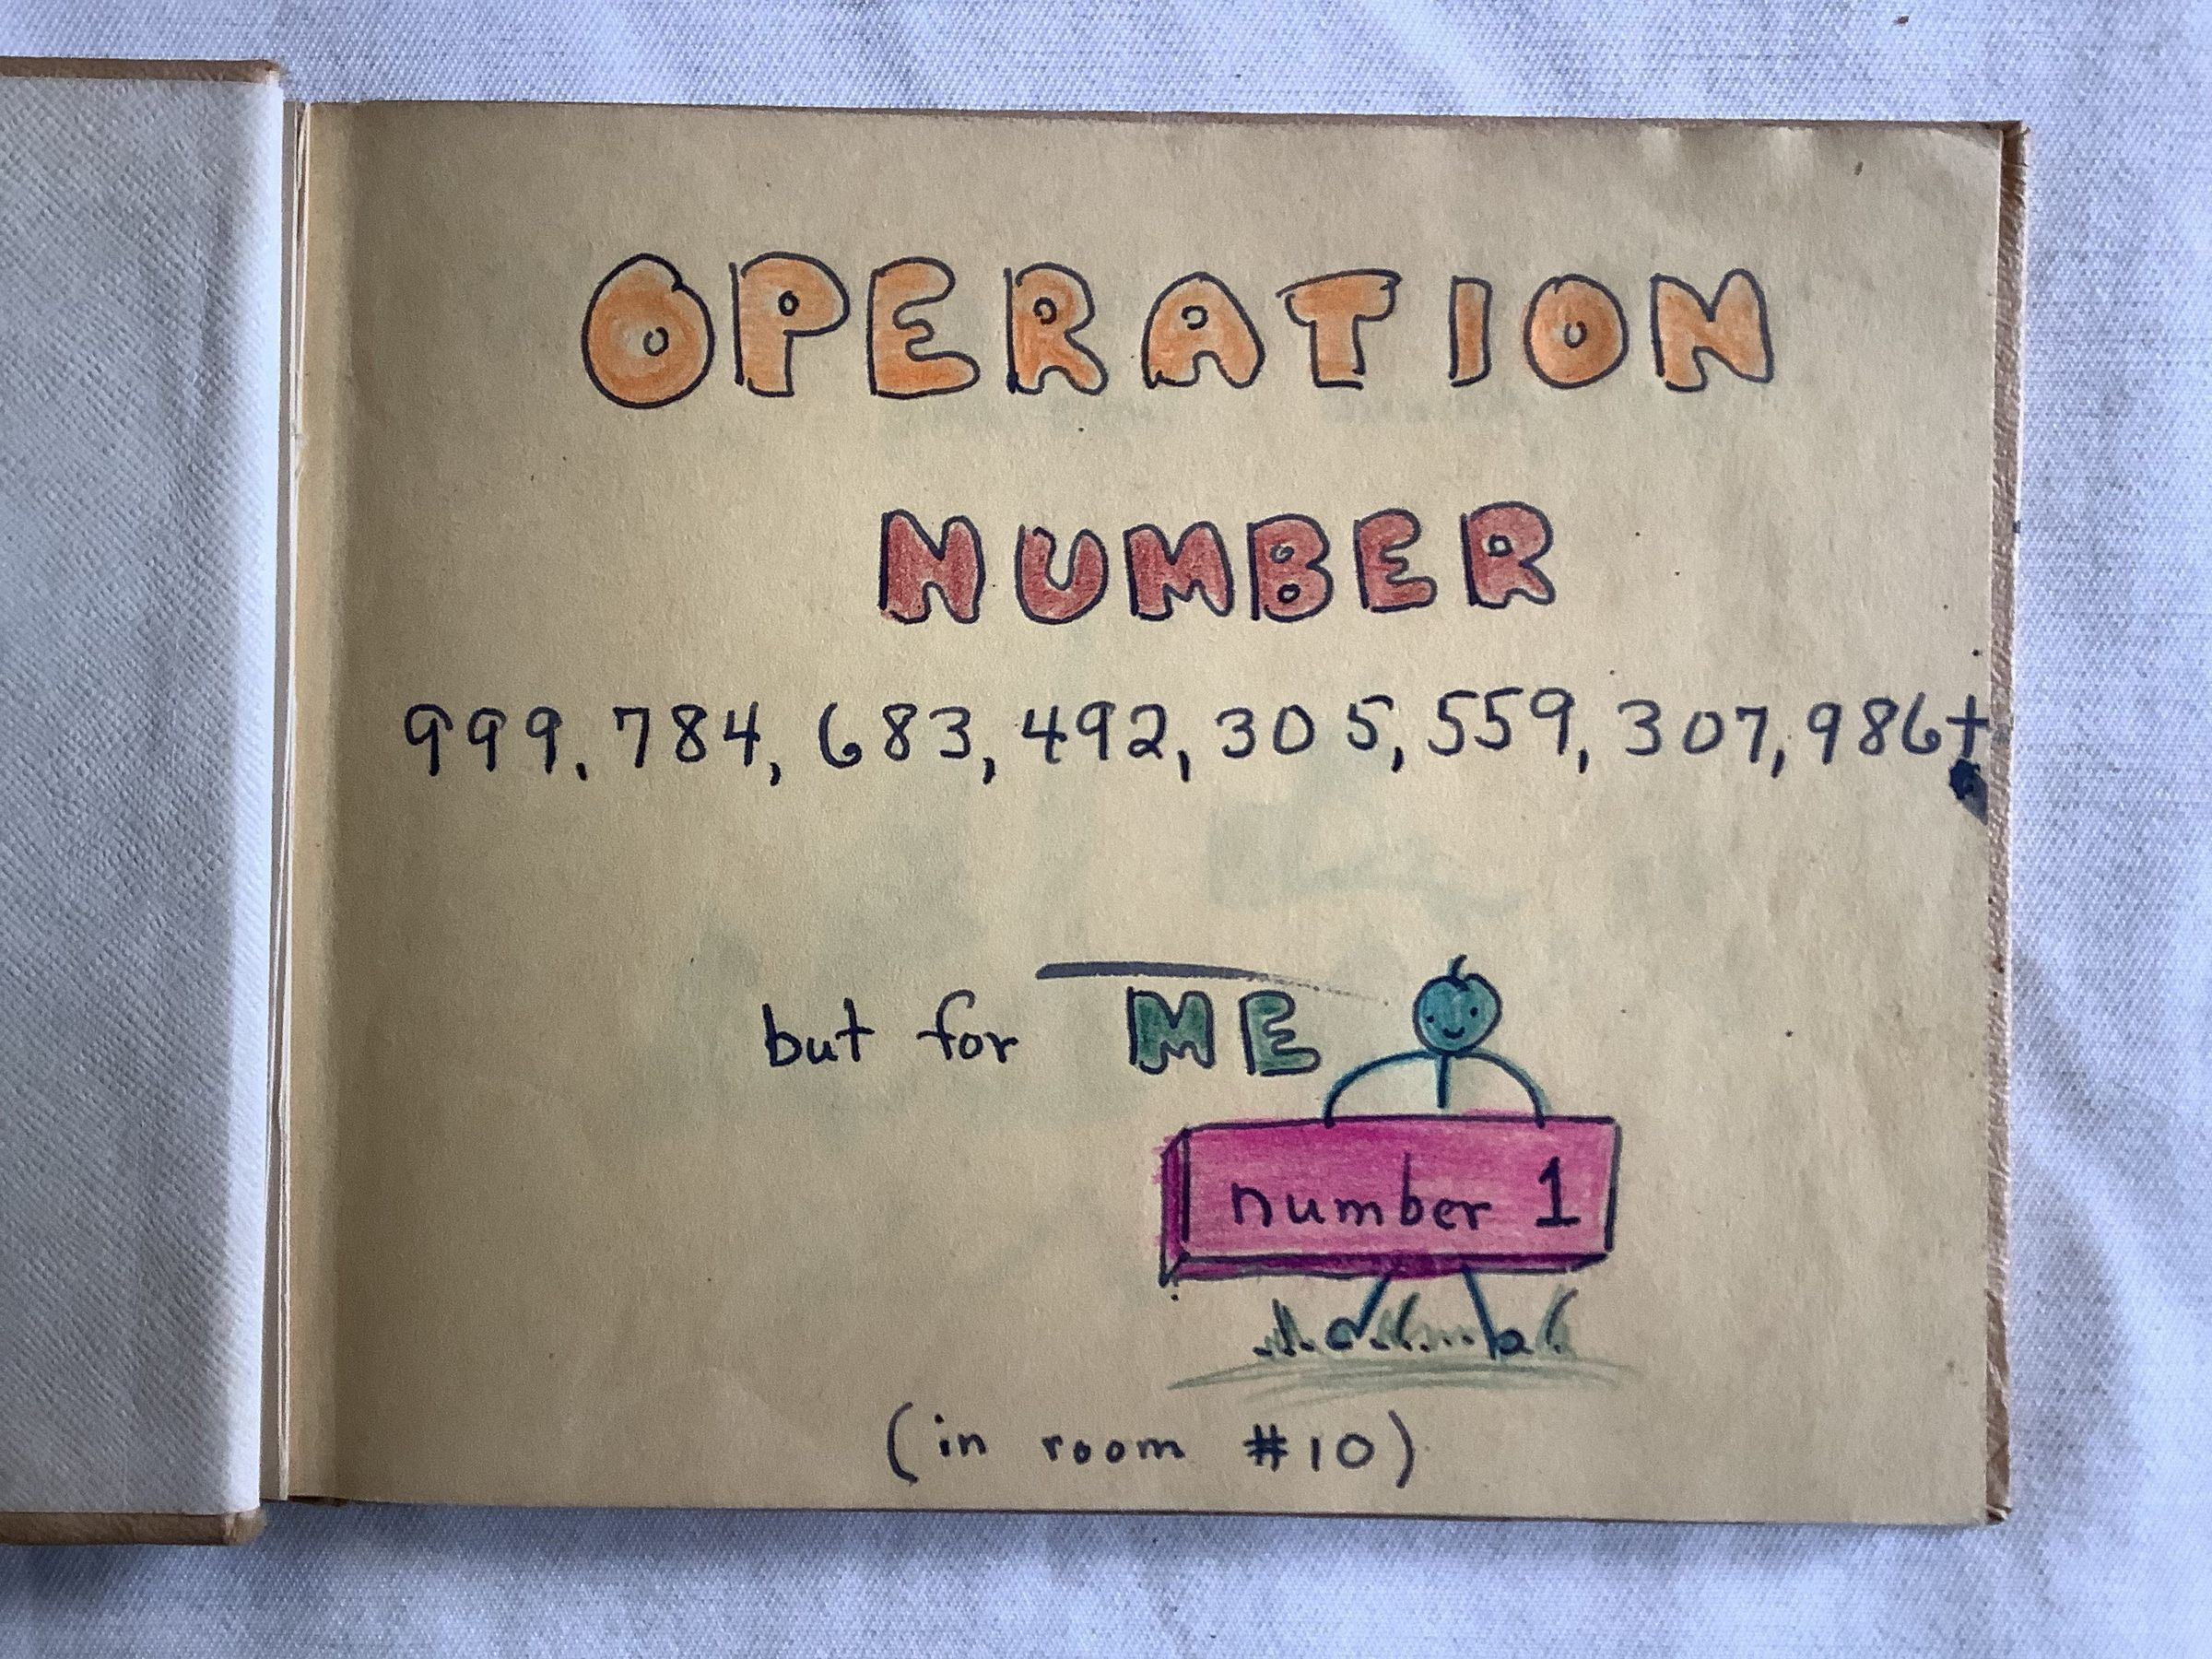 OPERATION
NUMBER
999.784,683,492,305,559,307,986+
but for ME
number 1
(in room #10)